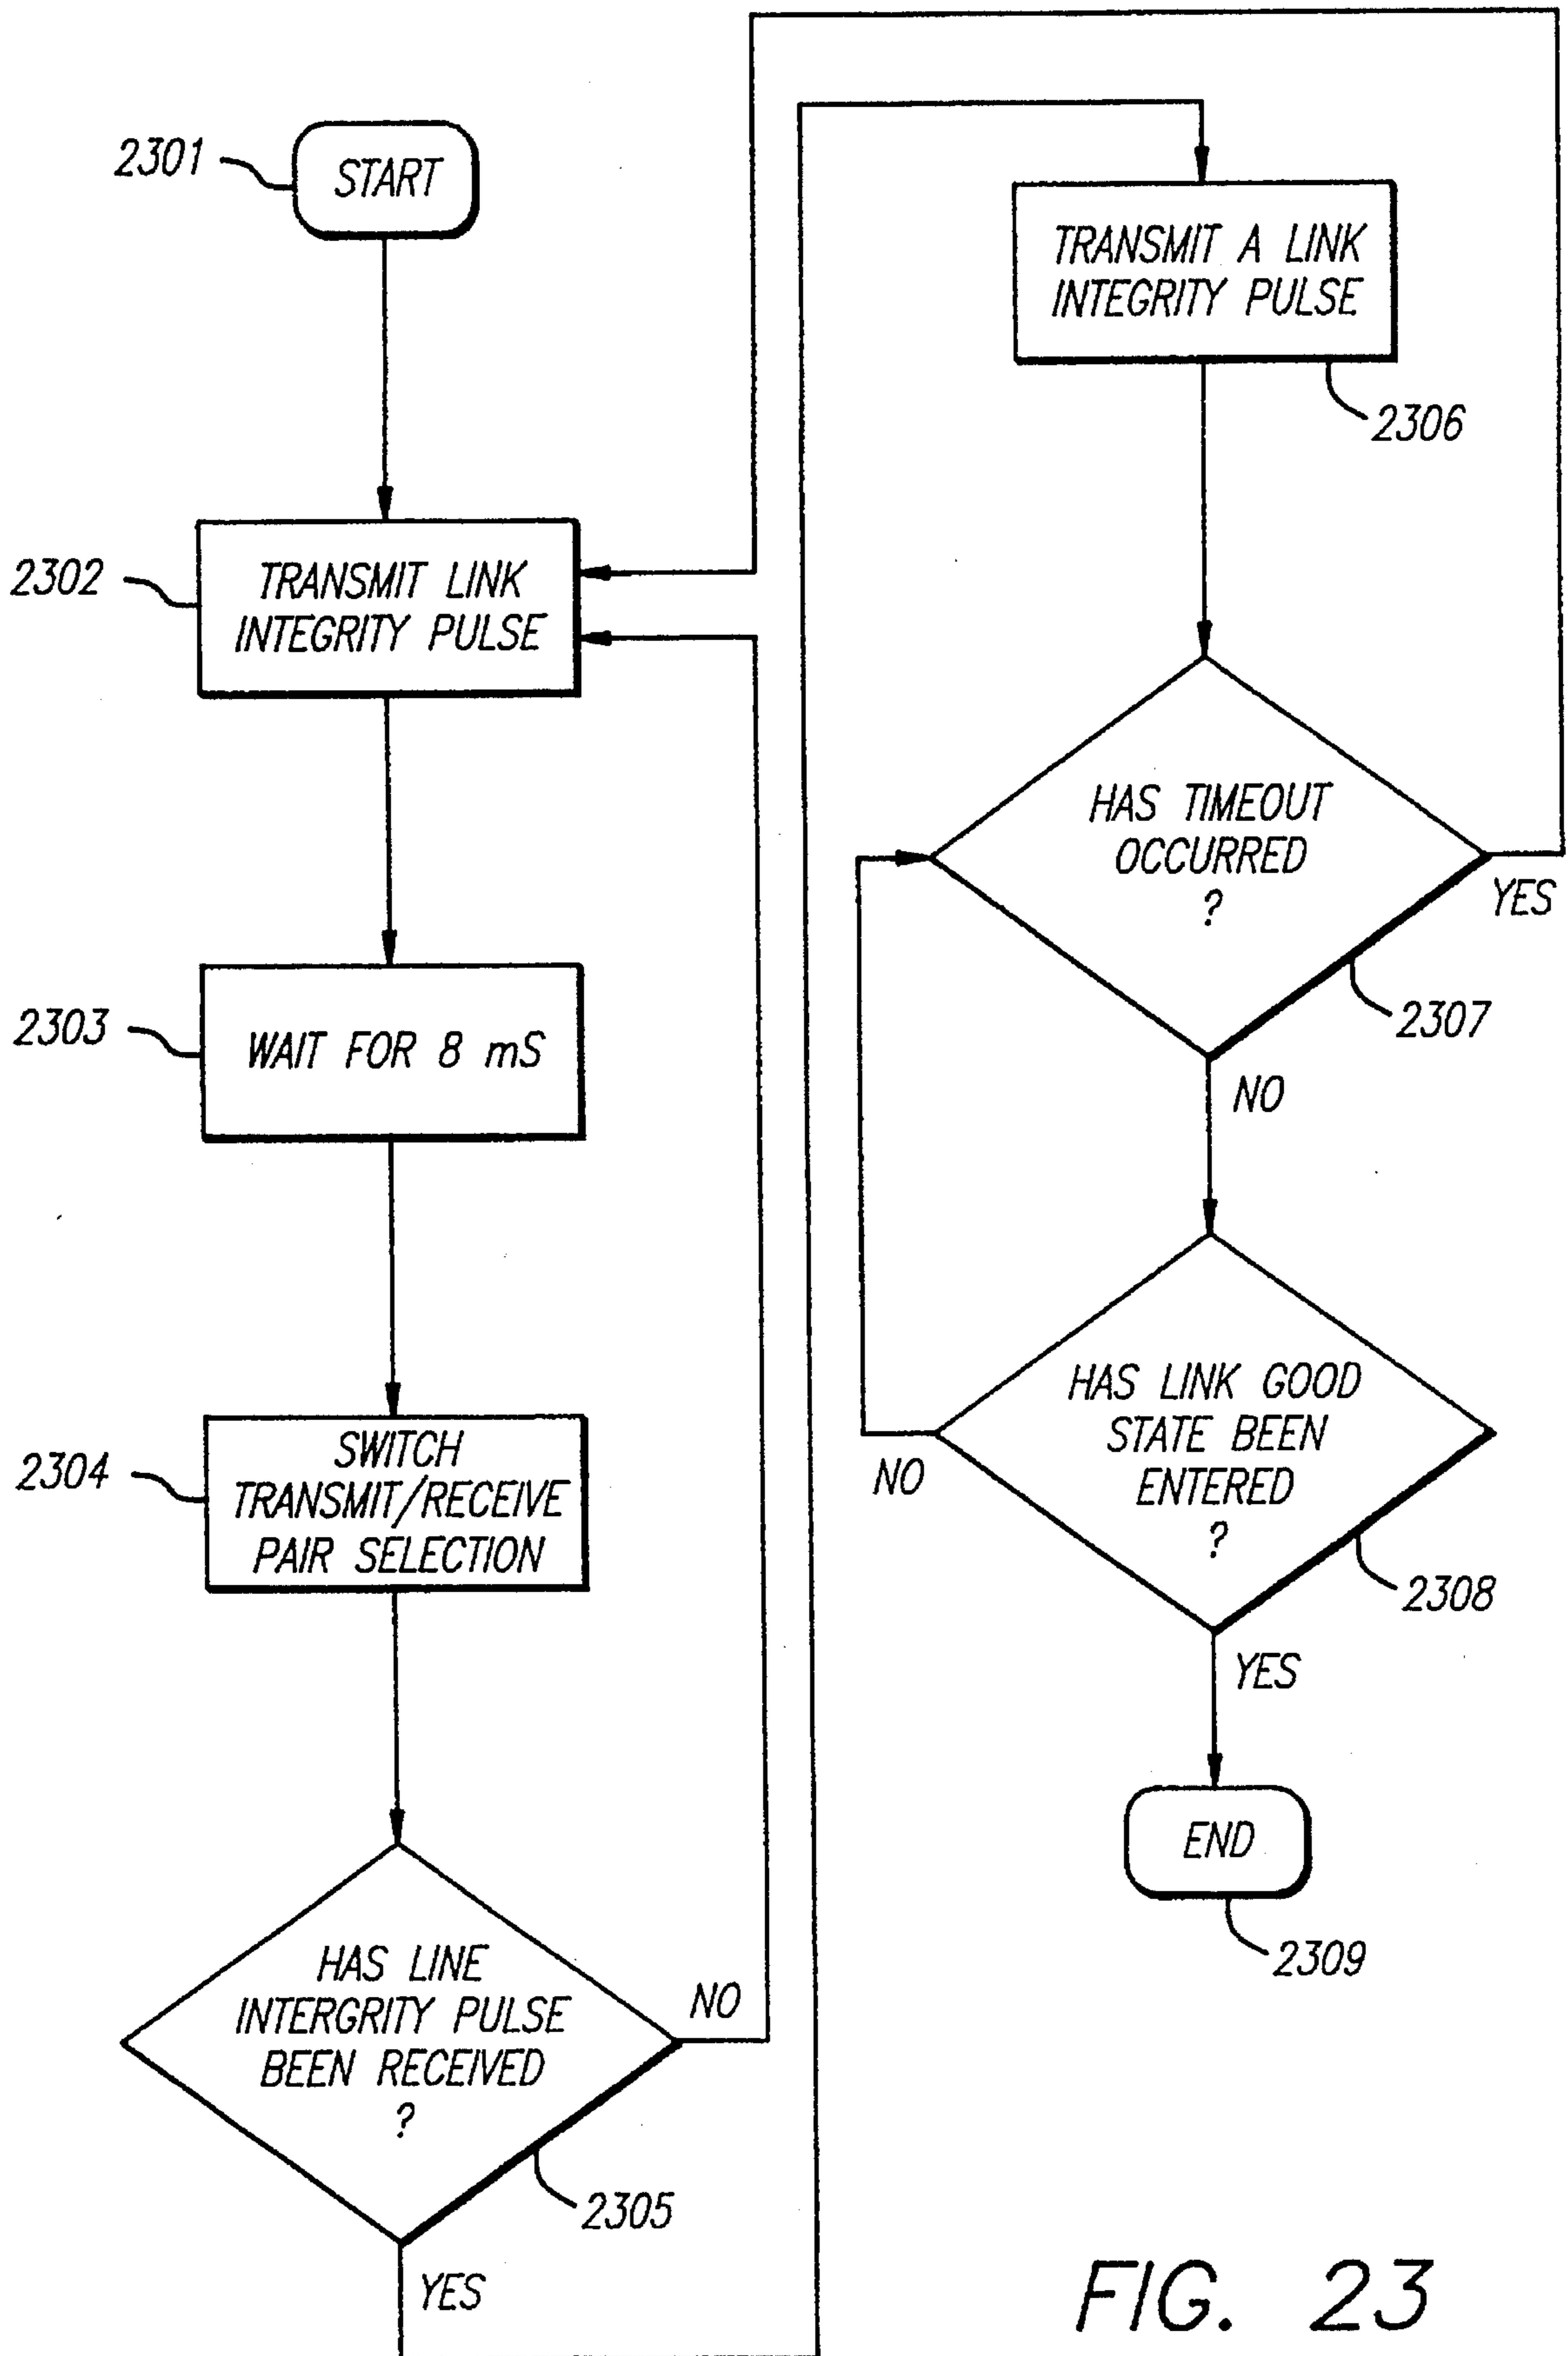 2301
START
2302
TRANSMIT LINK
INTEGRITY PULSE
2303
WAIT FOR 8 mS
2304
SWITCH
TRANSMIT/RECEIVE
PAIR SELECTION
HAS LINE
INTERGRITY PULSE
BEEN RECEIVED
?
NO
2305
YES
TRANSMIT A LINK
INTEGRITY PULSE
2306
HAS TIMEOUT
OCCURRED
?
YES
2307
NO
HAS LINK GOOD
STATE BEEN
ENTERED
?
NO
2308
YES
END
2309
FIG. 23